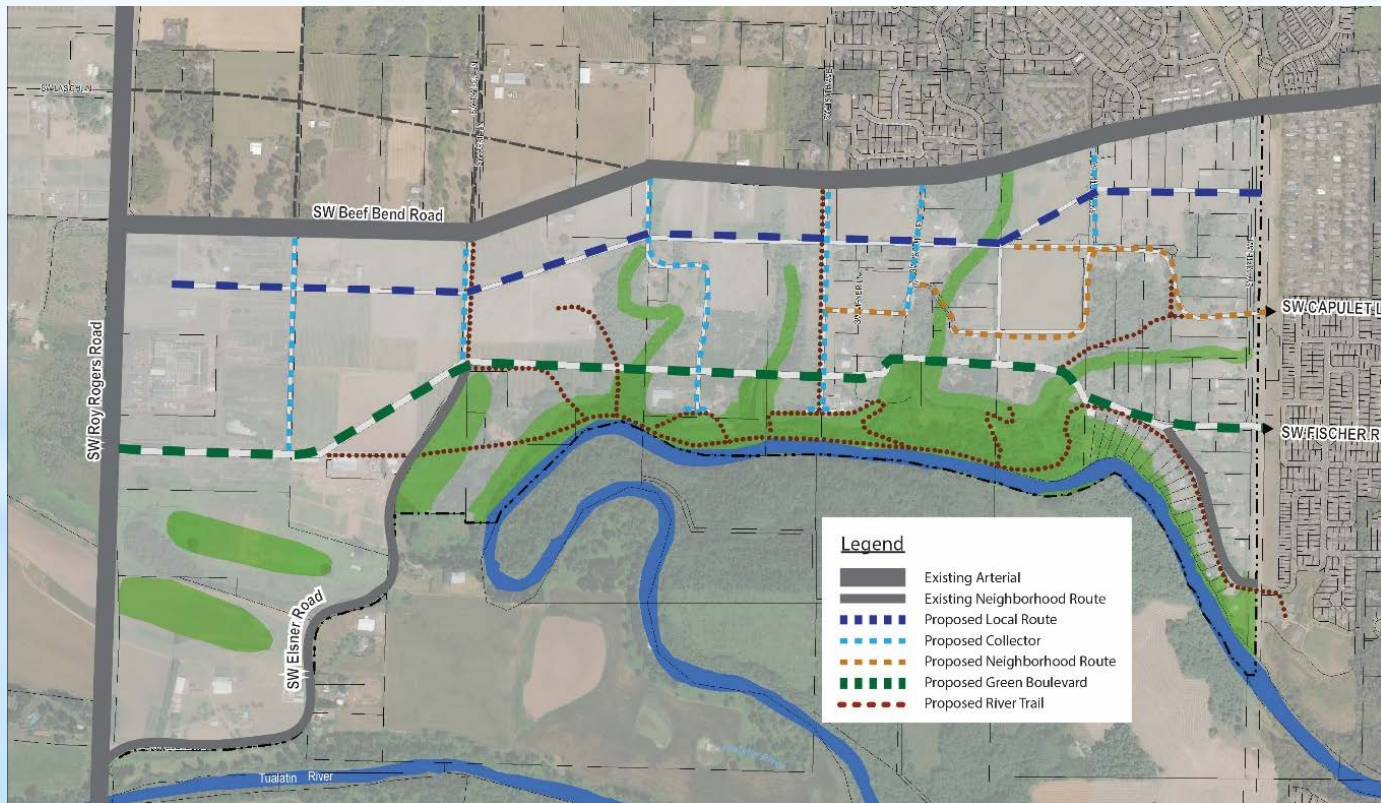 SW Beef Bend Road
SW Roy Rogers Road
SW CAPULET L
SW FISCHER R
SW Elsner Road
Tualatin River
Legend
Existing Arterial
Existing Neighborhood Route
Proposed Local Route
Proposed Collector
Proposed Neighborhood Route
Proposed Green Boulevard
Proposed River Trail